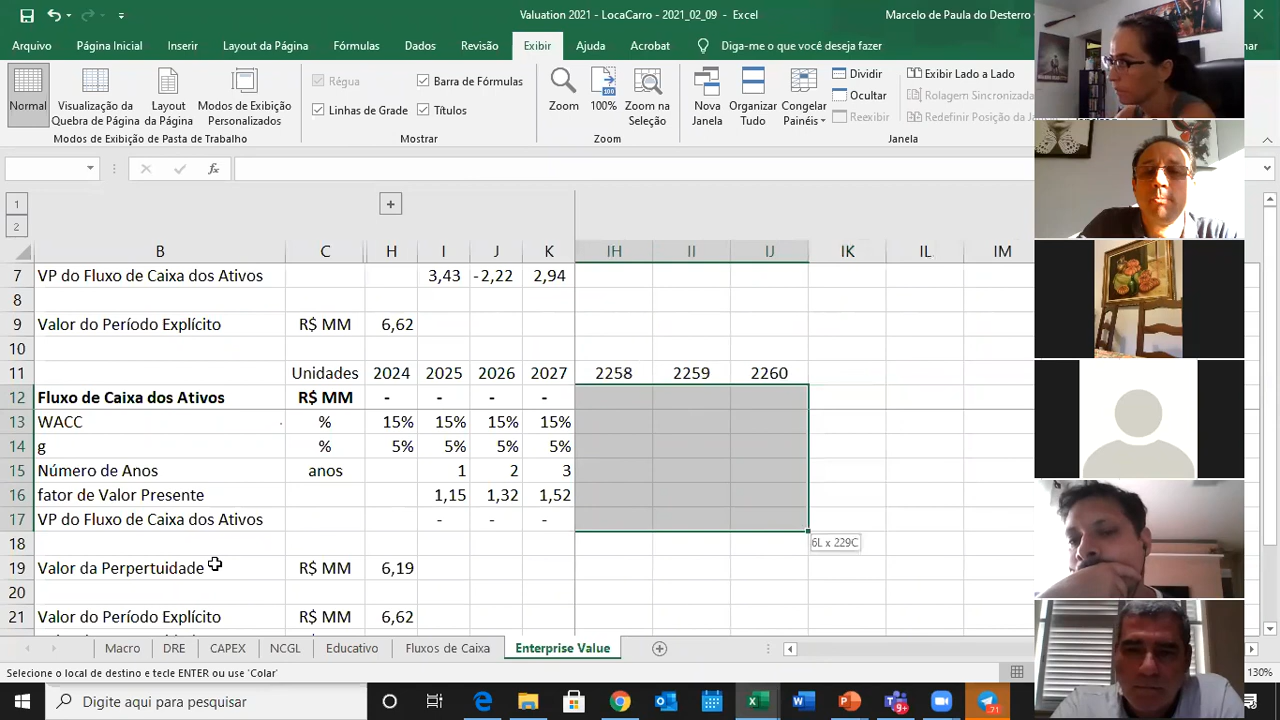 Valuation 2021 - LocaCarro - 2021_02_09 - Excel
Marcelo de Paula do Desterro
Arquivo Página Inicial Inserir Layout da Página Fórmulas Dados Revisão Exibir Ajuda Acrobat Diga-me o que você deseja fazer
Normal
Visualização da Quebra de Página
Layout da Página
Modos de Exibição Personalizados
Modos de Exibição de Pasta de Trabalho
Régua
Barra de Fórmulas
Linhas de Grade
Títulos
Mostrar
Zoom
100
100%
Zoom na Seleção
Zoom
Nova Janela
Organizar Tudo
Congelar Painéis
Dividir
Ocultar
Reexibir
Exibir Lado a Lado
Rolagem Sincronizada
Redefinir Posição da
Janela
fx
1
2
B C H I J K IH II IJ IK IL IM
7 VP do Fluxo de Caixa dos Ativos 3,43 -2,22 2,94
8
9 Valor do Período Explícito R$ MM 6,62
10
11 Unidades 2024 2025 2026 2027 2258 2259 2260
12 Fluxo de Caixa dos Ativos R$ MM - - - -
13 WACC % 15% 15% 15% 15%
14 g % 5% 5% 5% 5%
15 Número de Anos anos 1 2 3
16 fator de Valor Presente 1,15 1,32 1,52
17 VP do Fluxo de Caixa dos Ativos - - -
18 6L x 229C
19 Valor da Perpertuidade R$ MM 6,19
20
21 Valor do Período Explícito R$ MM 6,62
Macro DRE CAPEX NCGL Educativo Fluxos de Caixa Enterprise Value
Selecione o local de destino e tecle ENTER ou use 'Colar'
130%
Digite aqui para pesquisar